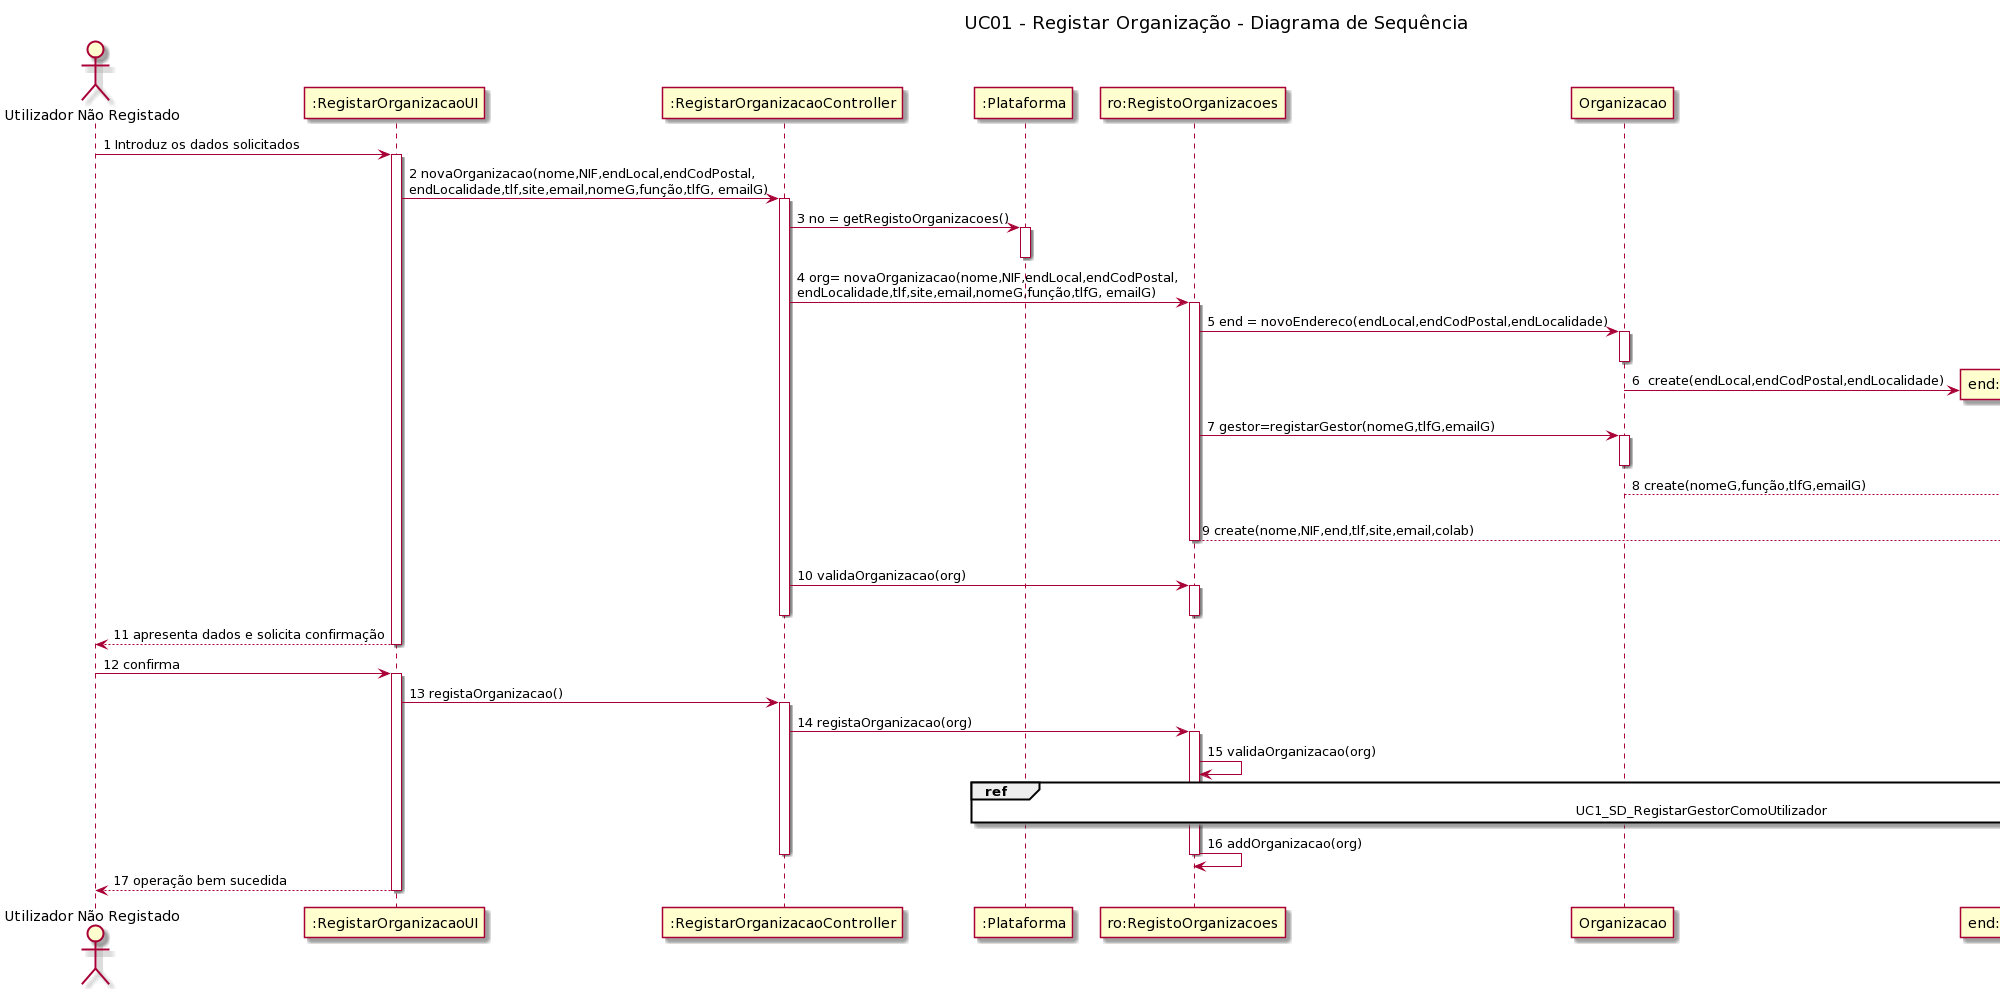 UC01 - Registar Organização - Diagrama de Sequência
Utilizador Não Registado
:RegistarOrganizacaoUI
:RegistarOrganizacaoController
:Plataforma
ro:RegistoOrganizacoes
Organizacao
end:
1 Introduz os dados solicitados
2 novaOrganizacao(nome,NIF,endLocal,endCodPostal,
endLocalidade,tlf,site,email,nomeG,função,tlfG, emailG)
3 no = getRegistoOrganizacoes()
4 org= novaOrganizacao(nome,NIF,endLocal,endCodPostal,
endLocalidade,tlf,site,email,nomeG,função,tlfG, emailG)
5 end = novoEndereco(endLocal,endCodPostal,endLocalidade)
6  create(endLocal,endCodPostal,endLocalidade)
7 gestor=registarGestor(nomeG,tlfG,emailG)
8 create(nomeG,função,tlfG,emailG)
9 create(nome,NIF,end,tlf,site,email,colab)
10 validaOrganizacao(org)
11 apresenta dados e solicita confirmação
12 confirma
13 registaOrganizacao()
14 registaOrganizacao(org)
15 validaOrganizacao(org)
ref
UC1_SD_RegistarGestorComoUtilizador
16 addOrganizacao(org)
17 operação bem sucedida
Utilizador Não Registado
:RegistarOrganizacaoUI
:RegistarOrganizacaoController
:Plataforma
ro:RegistoOrganizacoes
Organizacao
end: